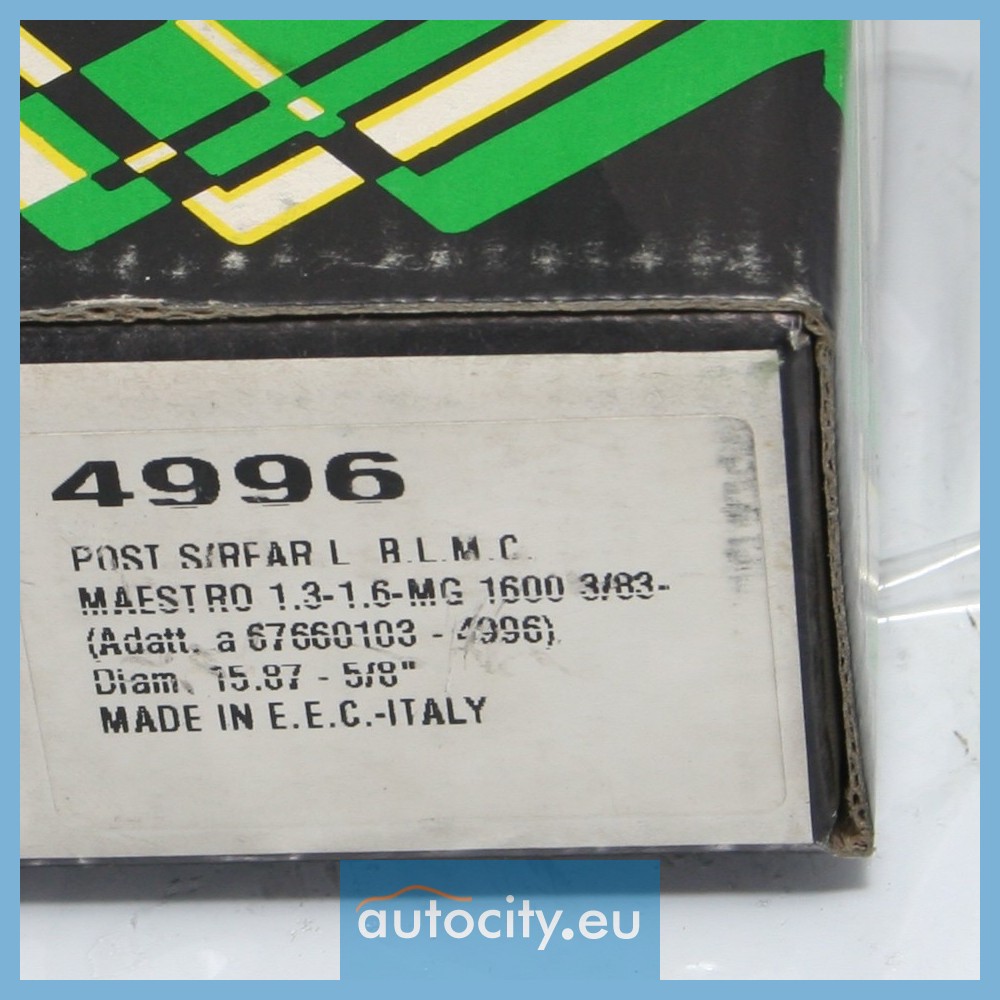 4996
POST S/REAR L B.L.M.C.
MAESTRO 1.3-1.6-MG 1600 3/83-
(Adatt. a 67660103 - 4996)
Diam. 15.87 - 5/8"
MADE IN E.E.C.-ITALY
autocity.eu